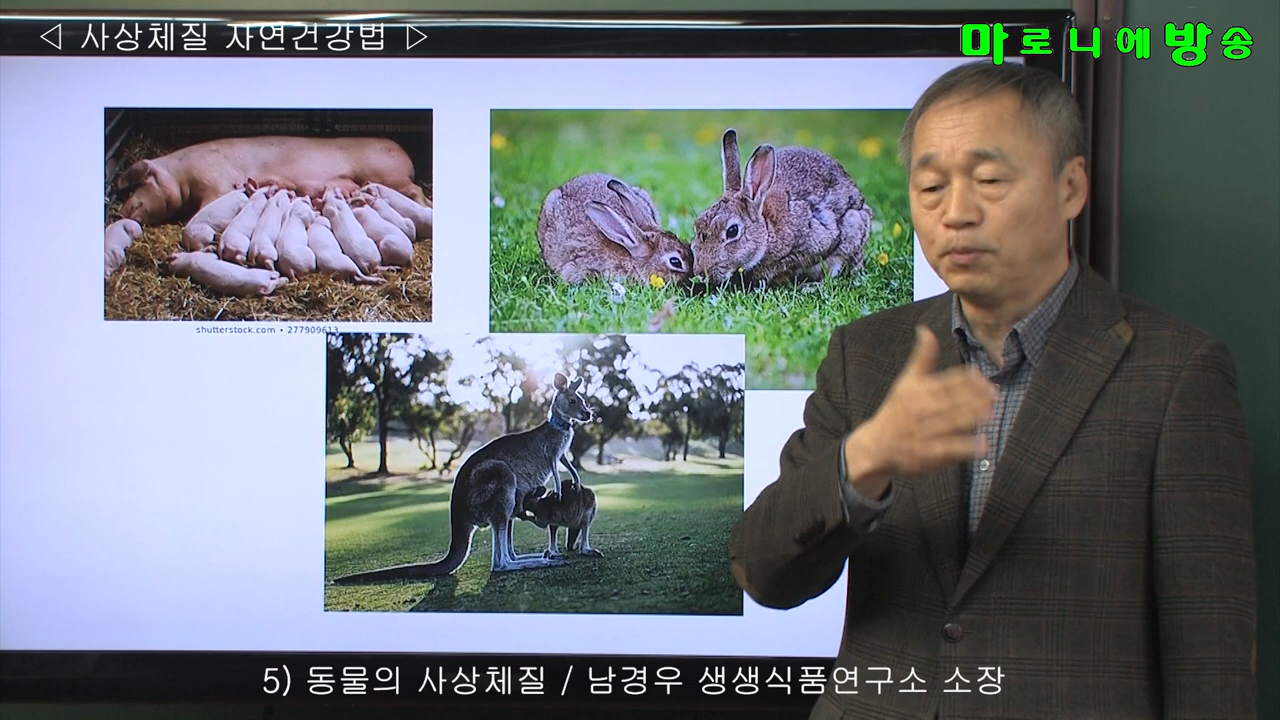 ◁ 사상체질 자연건강법 ▷
마로니에방송
shutterstock.com • 277909613
5) 동물의 사상체질 / 남경우 생생식품연구소 소장